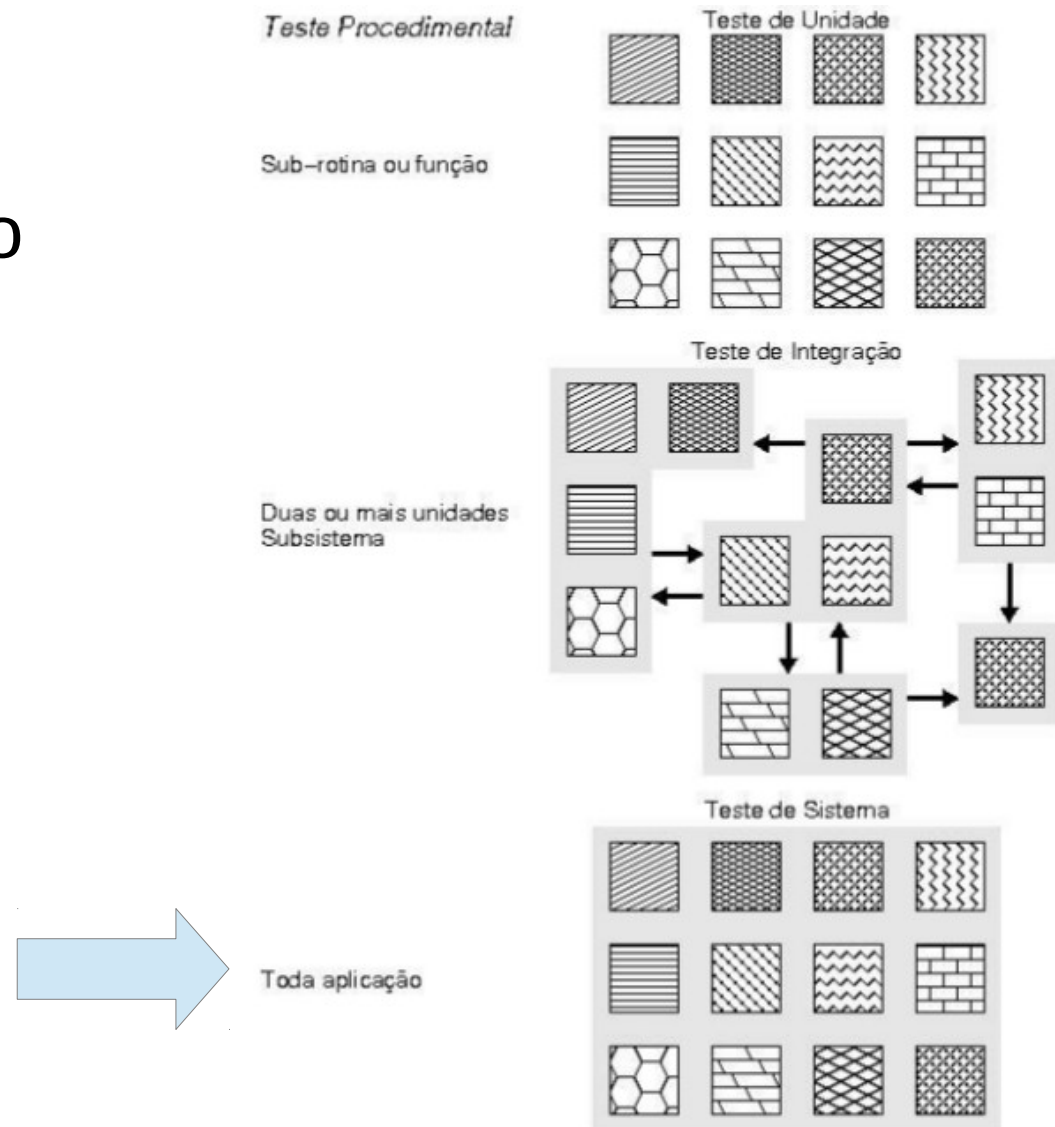 Teste Procedimental
Teste de Unidade
Sub-rotina ou função
o
Teste de Integração
Duas ou mais unidades
Subsistema
Teste de Sistema
Toda aplicação